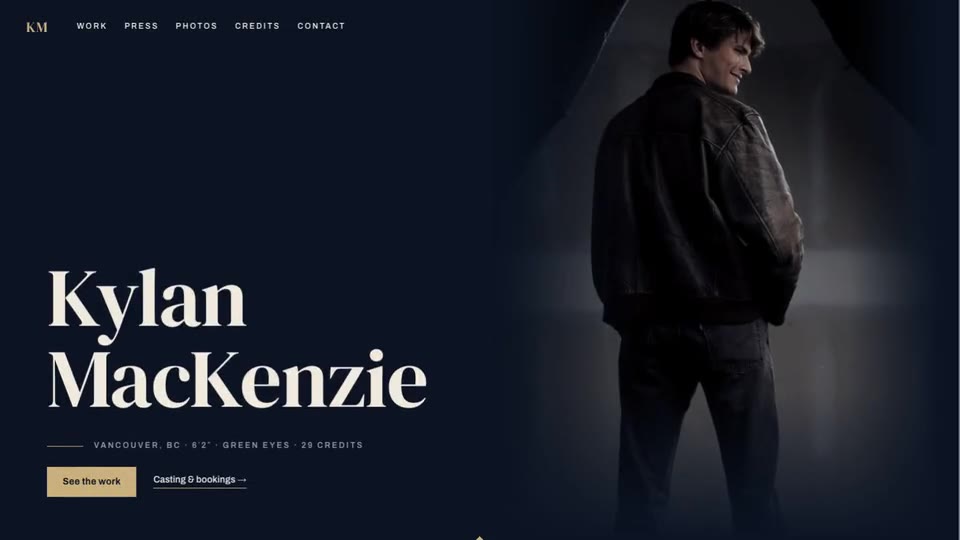 KM WORK PRESS PHOTOS CREDITS CONTACT
Kylan
MacKenzie
VANCOUVER, BC · 6'2" · GREEN EYES · 29 CREDITS
See the work Casting & bookings →